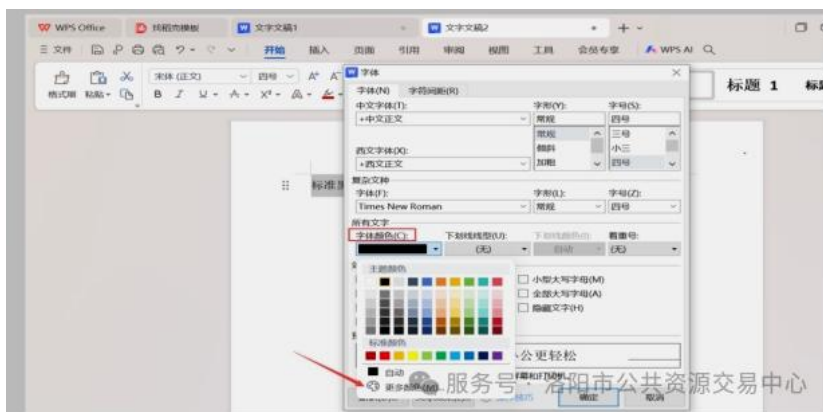 WPS Office 找稻壳模板 文字文稿1 文字文稿2
文件 开始 插入 页面 引用 审阅 视图 工具 会员专享 WPS AI
格式刷 粘贴 宋体 (正文) 四号 标题 1 标题
B I U
字体
字体(N) 字符间距(R)
中文字体(T): 字形(Y): 字号(S):
+中文正文 常规 四号
常规 三号
倾斜 小三
西文字体(X):
+西文正文 加粗 四号
复杂文种
字体(F): 字形(L): 字号(Z):
Times New Roman 常规 四号
所有文字
字体颜色(C): 下划线线型(U): 下划线颜色(I): 着重号:
(无) 自动 (无)
标准
主题颜色
小型大写字母(M)
全部大写字母(A)
隐藏文字(H)
标准颜色
公更轻松
自动
更多颜色(M)...
服务号 · 洛阳市公共资源交易中心
确定 取消